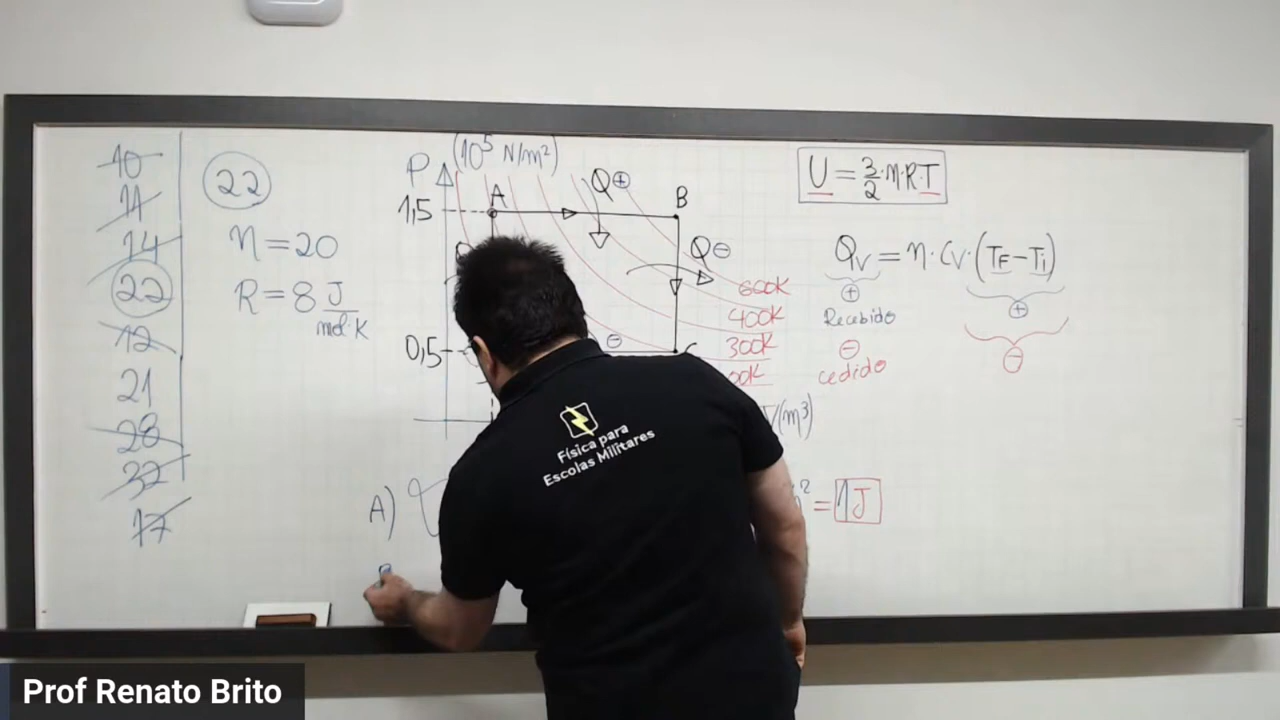 10
11
14
22
12
21
28
32
17
22
n=20
R=8 J
mol·K
P (10⁵ N/m²)
1,5
A
Q⊕
B
Q⊖
600K
400K
0,5
⊖
300K
00K
(m³)
U = 3/2·n·R·T
Qv = n·Cv·(TF-Ti)
⊕
Recebido
⊖
cedido
⊕
⊖
A)
² = 1J
Física para
Escolas Militares
Prof Renato Brito